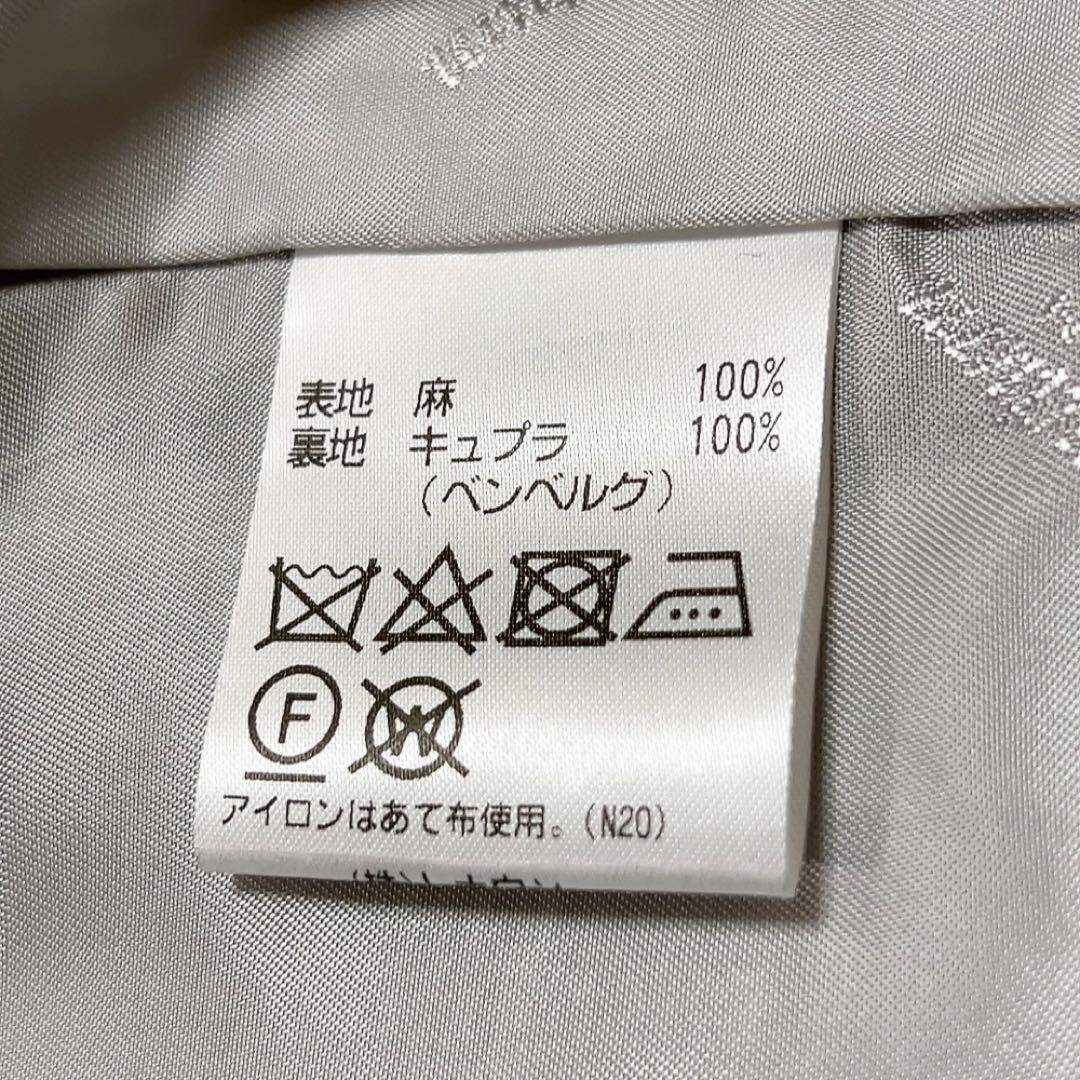 表地 麻 100%
裏地 キュプラ 100%
(ベンベルグ)
F
W
アイロンはあて布使用。(N20)